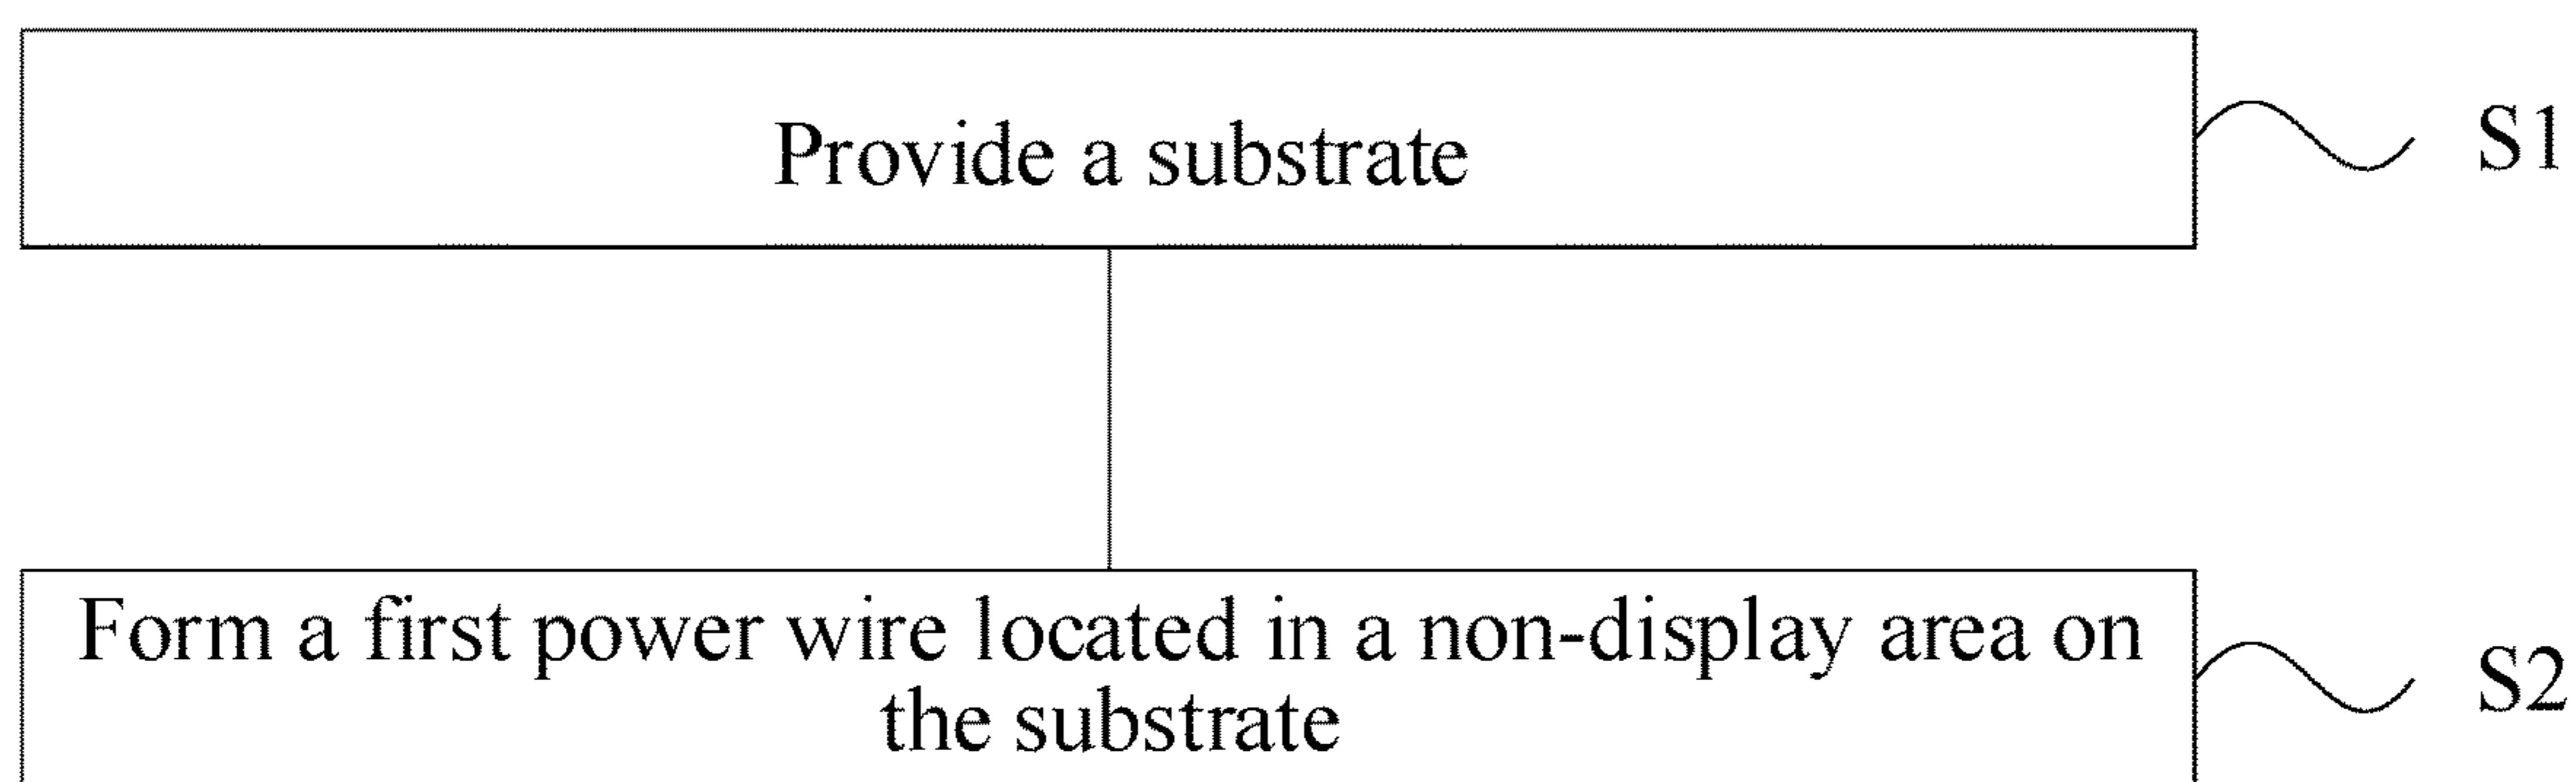 Provide a substrate
S1
Form a first power wire located in a non-display area on
the substrate
S2